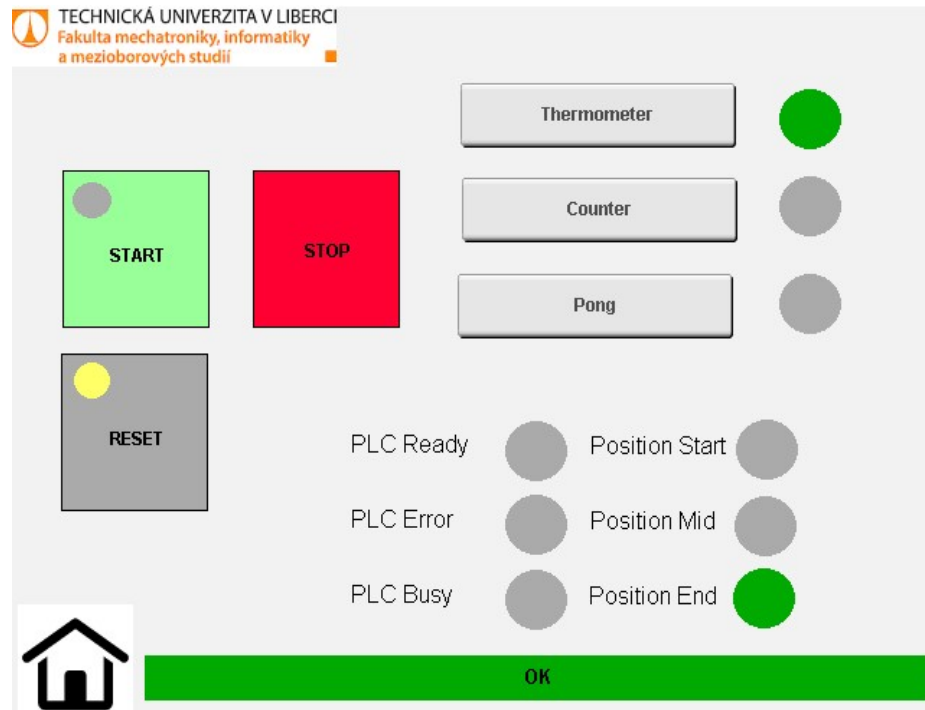 TECHNICKÁ UNIVERZITA V LIBERCI
Fakulta mechatroniky, informatiky
a mezioborových studií
Thermometer
Counter
START
STOP
Pong
RESET
PLC Ready
Position Start
PLC Error
Position Mid
PLC Busy
Position End
OK